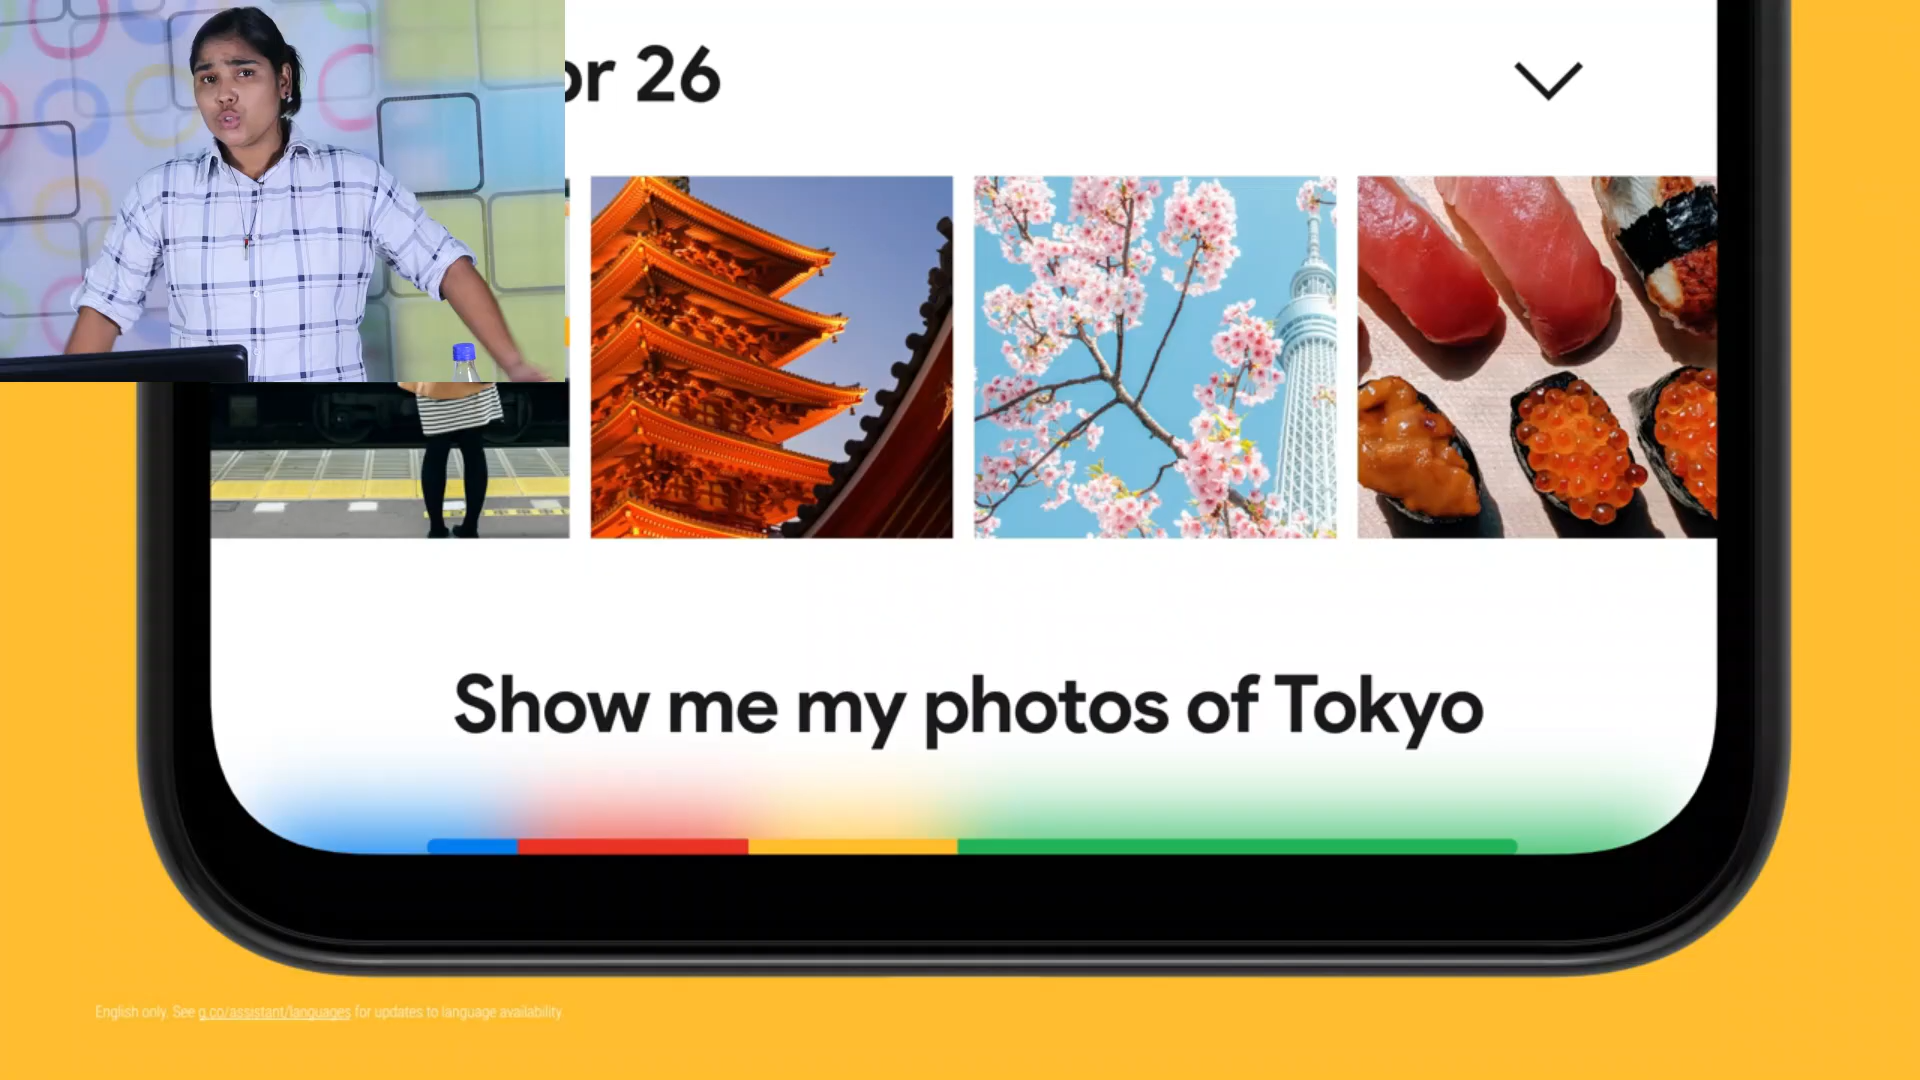 or 26
Show me my photos of Tokyo
English only. See g.co/assistant/languages for updates to language availability.